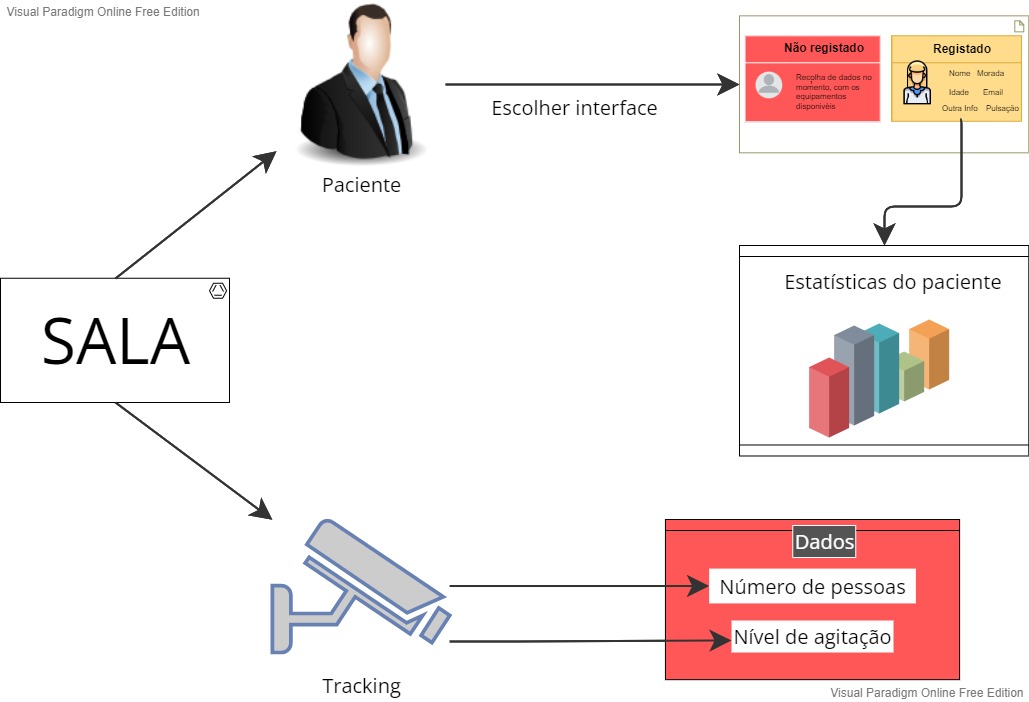 Visual Paradigm Online Free Edition
Não registado
Recolha de dados no
momento, com os
equipamentos
disponivéis
Registado
Nome Morada
Idade Email
Outra Info Pulsação
Escolher interface
Paciente
SALA
Estatísticas do paciente
Dados
Número de pessoas
Nível de agitação
Tracking
Visual Paradigm Online Free Edition